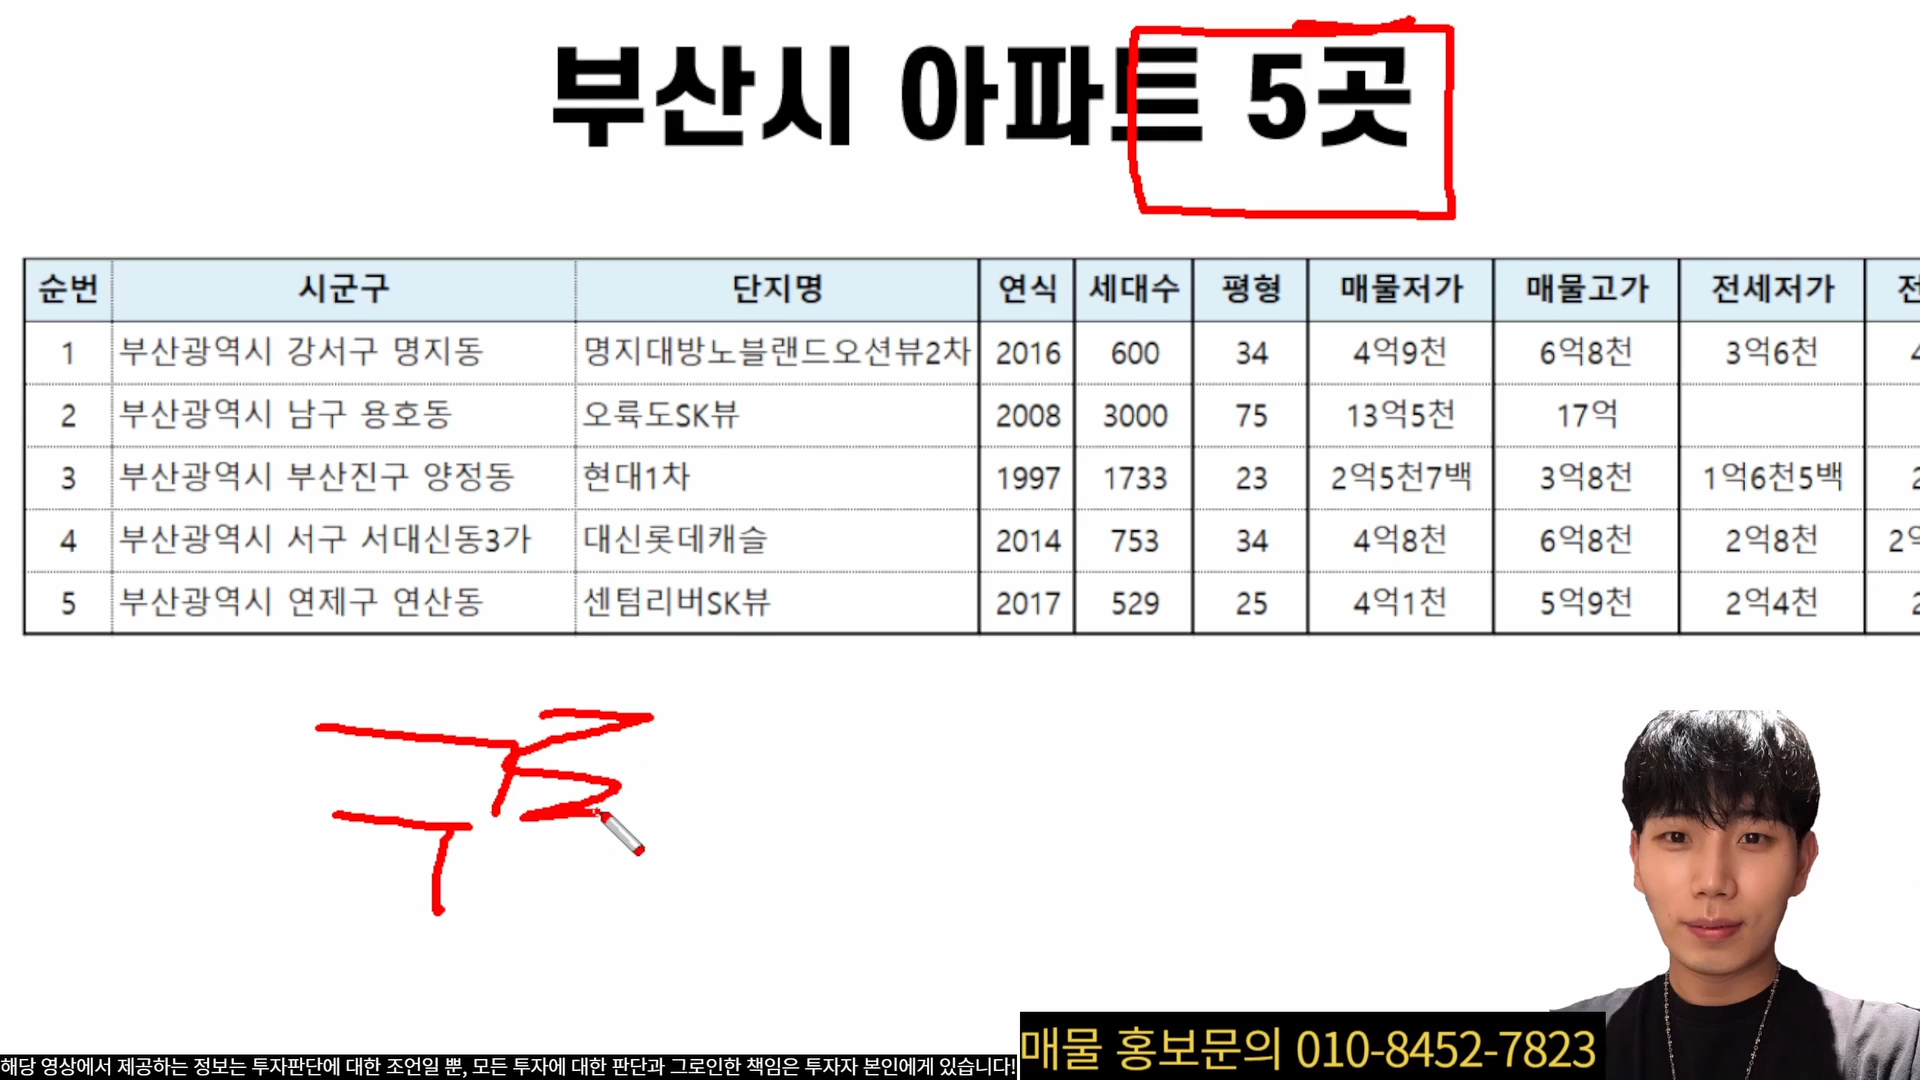 부산시 아파트 5곳
순번 시군구 단지명 연식 세대수 평형 매물저가 매물고가 전세저가 전
1 부산광역시 강서구 명지동 명지대방노블랜드오션뷰2차 2016 600 34 4억9천 6억8천 3억6천 4
2 부산광역시 남구 용호동 오륙도SK뷰 2008 3000 75 13억5천 17억
3 부산광역시 부산진구 양정동 현대1차 1997 1733 23 2억5천7백 3억8천 1억6천5백 2
4 부산광역시 서구 서대신동3가 대신롯데캐슬 2014 753 34 4억8천 6억8천 2억8천 2억
5 부산광역시 연제구 연산동 센텀리버SK뷰 2017 529 25 4억1천 5억9천 2억4천 2
매물 홍보문의 010-8452-7823
해당 영상에서 제공하는 정보는 투자판단에 대한 조언일 뿐, 모든 투자에 대한 판단과 그로인한 책임은 투자자 본인에게 있습니다!